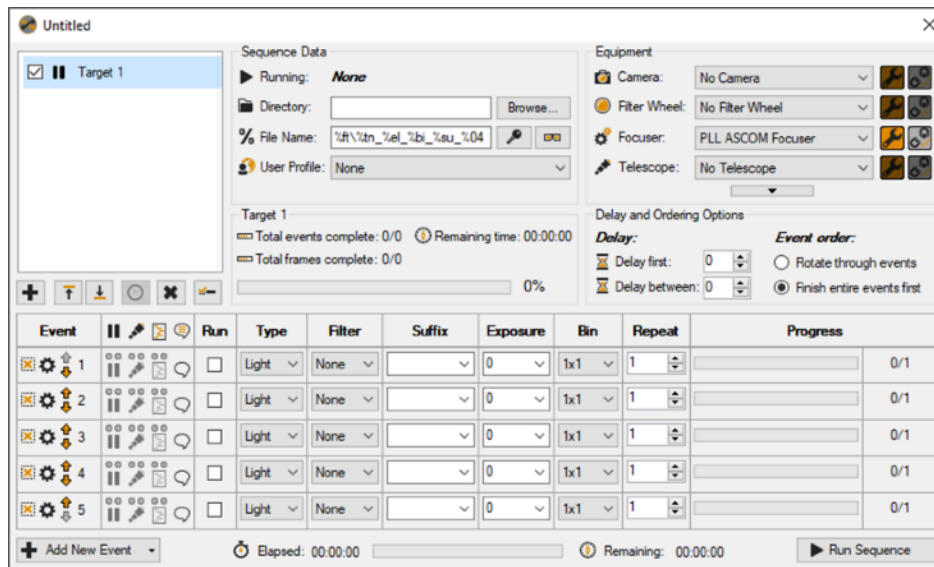 Untitled
Target 1
Sequence Data
Running: None
Directory: Browse...
% File Name: %ft\%tn_%el_%bi_%su_%04
User Profile: None
Equipment
Camera: No Camera
Filter Wheel: No Filter Wheel
Focuser: PLL ASCOM Focuser
Telescope: No Telescope
Target 1
Total events complete: 0/0 Remaining time: 00:00:00
Total frames complete: 0/0
0%
Delay and Ordering Options
Delay: Event order:
Delay first: 0 Rotate through events
Delay between: 0 Finish entire events first
Event Run Type Filter Suffix Exposure Bin Repeat Progress
1 Light None 0 1x1 1 0/1
2 Light None 0 1x1 1 0/1
3 Light None 0 1x1 1 0/1
4 Light None 0 1x1 1 0/1
5 Light None 0 1x1 1 0/1
Add New Event Elapsed: 00:00:00 Remaining: 00:00:00 Run Sequence